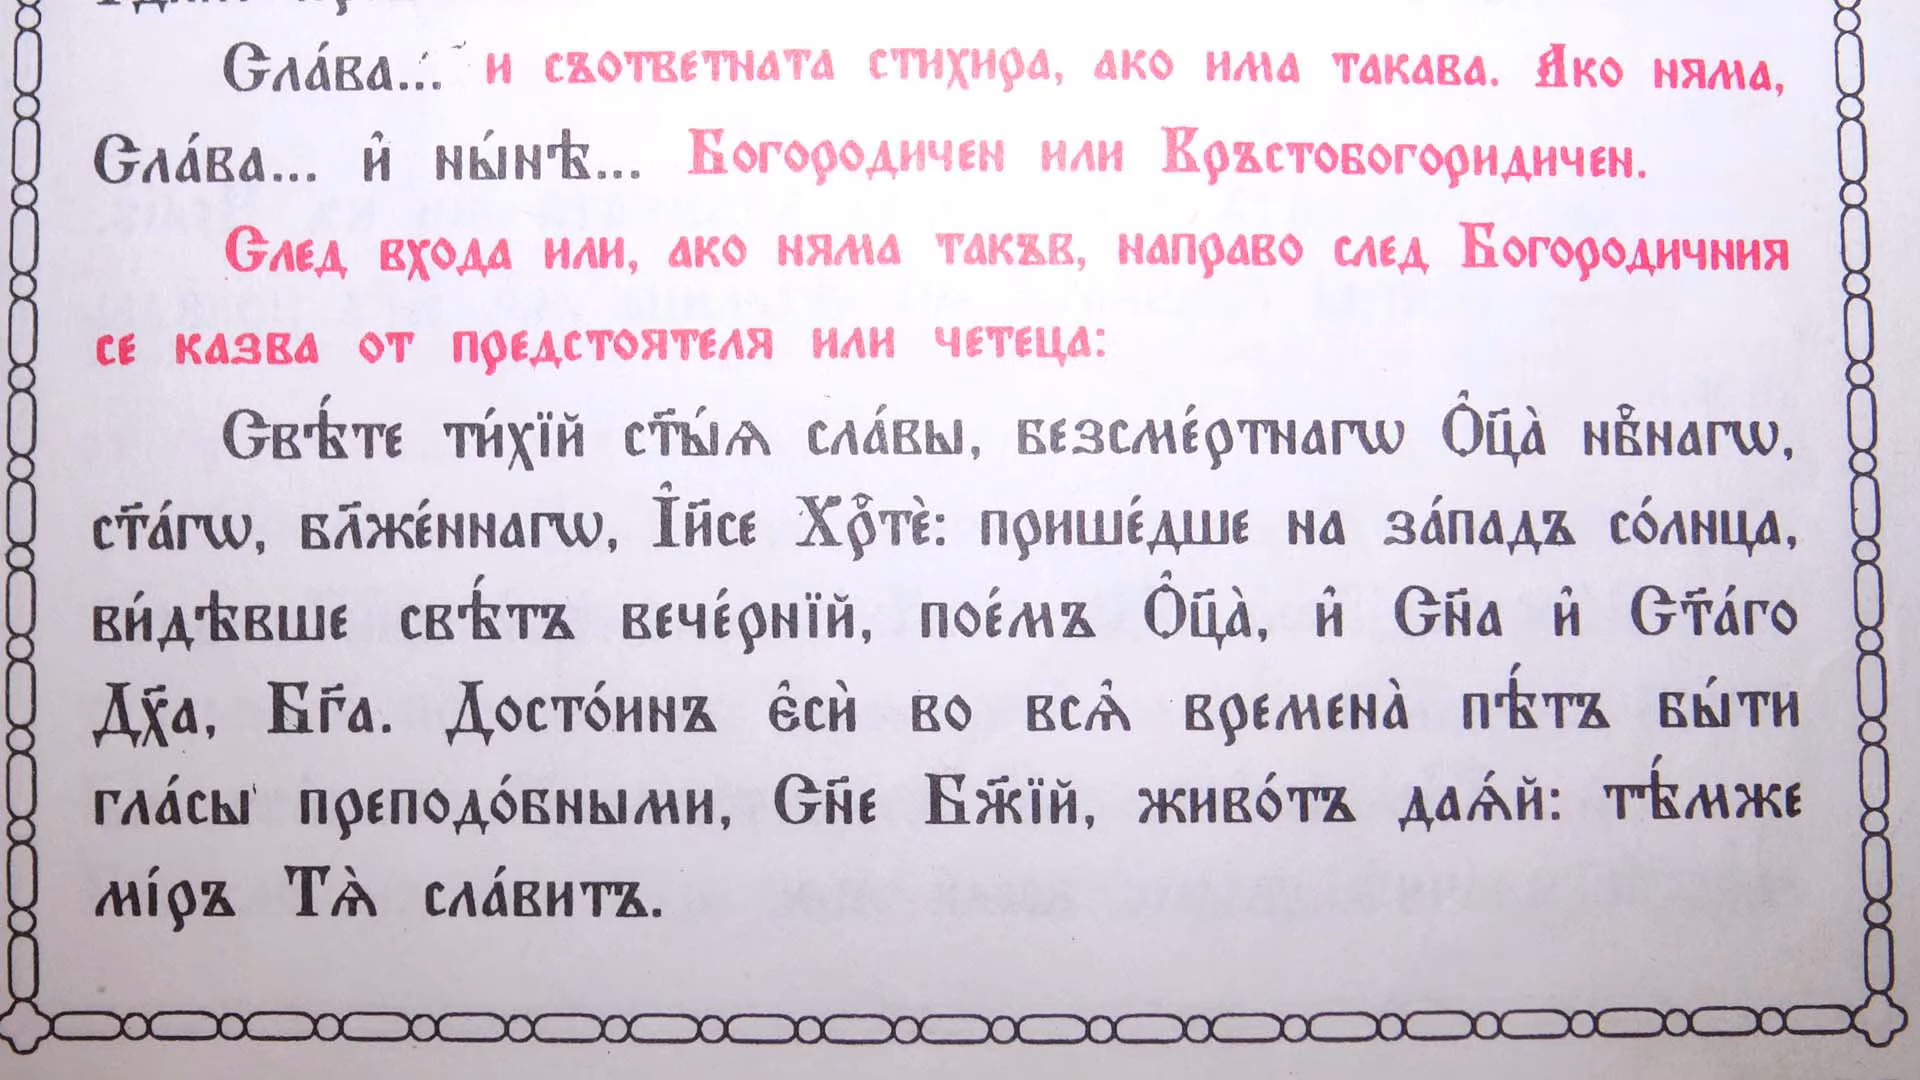 Сла́ва... и съответната стихира, ако има такава. Ако няма,
Сла́ва... и҆ ны́нѣ... Богородичен или Кръстобогоридичен.
След входа или, ако няма такъв, направо след Богородичния
се казва от предстоятеля или четеца:
Свѣ́те ти́хїй ст҃ы́ѧ сла́вы, безсме́ртнагѡ О҆ц҃а̀ нбⷭ҇нагѡ,
ст҃а́гѡ, бл҃же́ннагѡ, І҆и҃се Хрⷭ҇тѐ: прише́дше на за́падъ со́лнца,
ви́дѣвше свѣ́тъ вече́рнїй, пое́мъ О҆ц҃а̀, и҆ Сн҃а и҆ Ст҃а́го
Дх҃а, Бг҃а. Досто́инъ є҆сѝ во всѧ̑ времена̀ пѣ́тъ бы́ти
гла́сы преподо́бными, Сн҃е Бж҃їй, живо́тъ даѧ́й: тѣ́мже
мі́ръ Тѧ̀ сла́витъ.